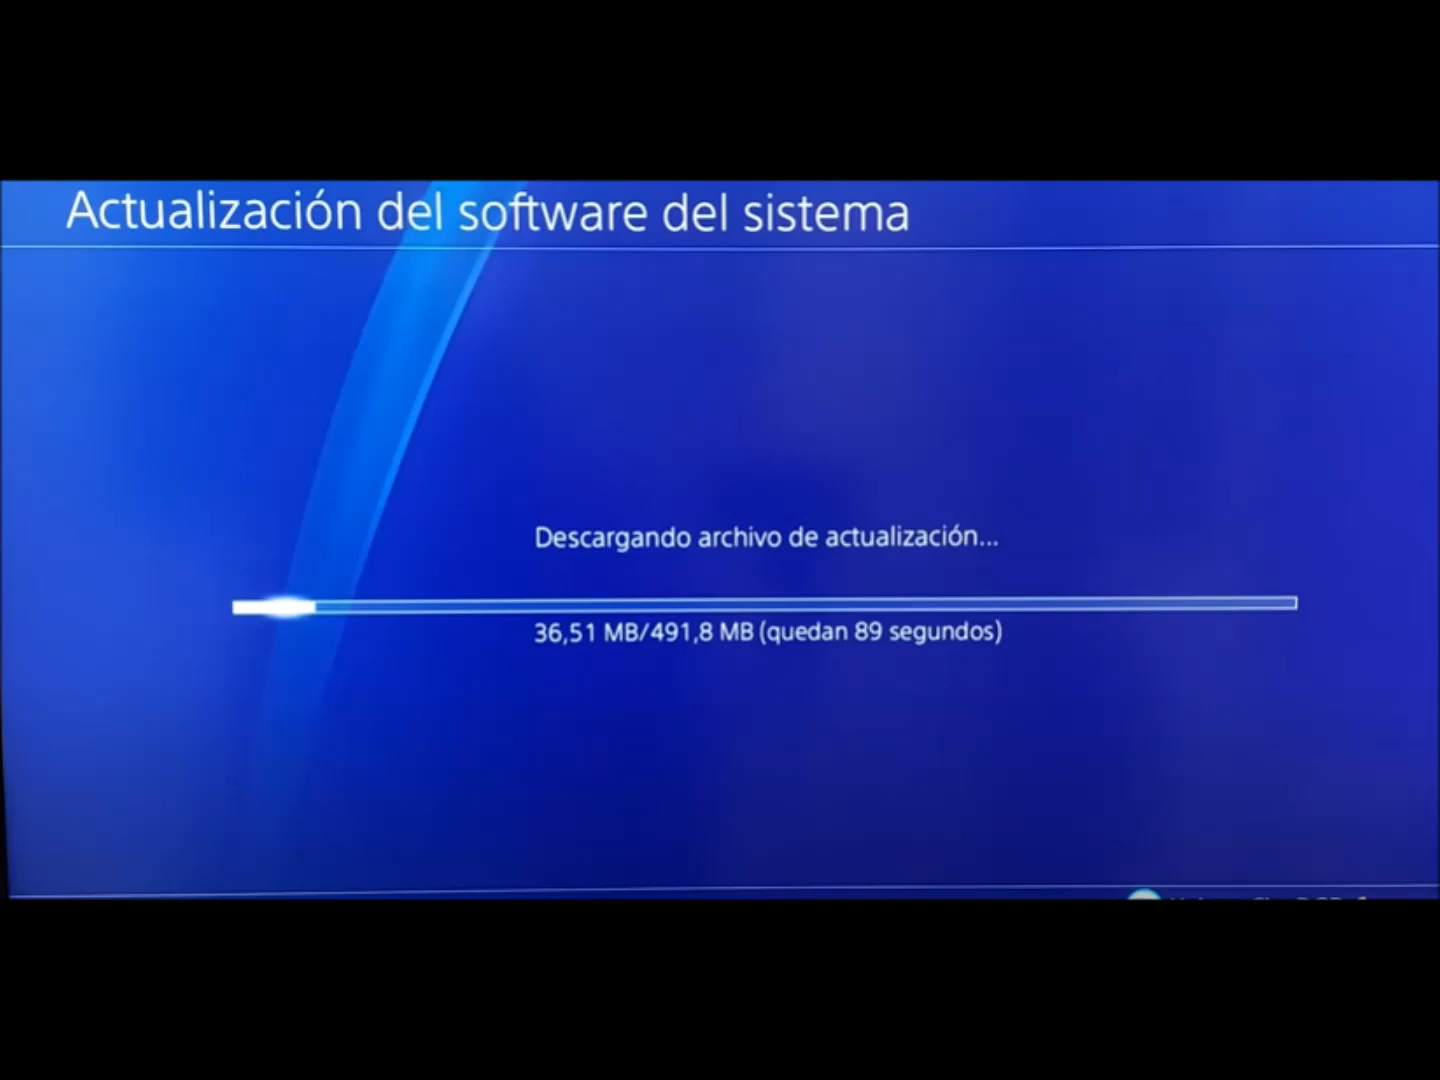 Actualización del software del sistema
Descargando archivo de actualización...
36,51 MB/491,8 MB (quedan 89 segundos)